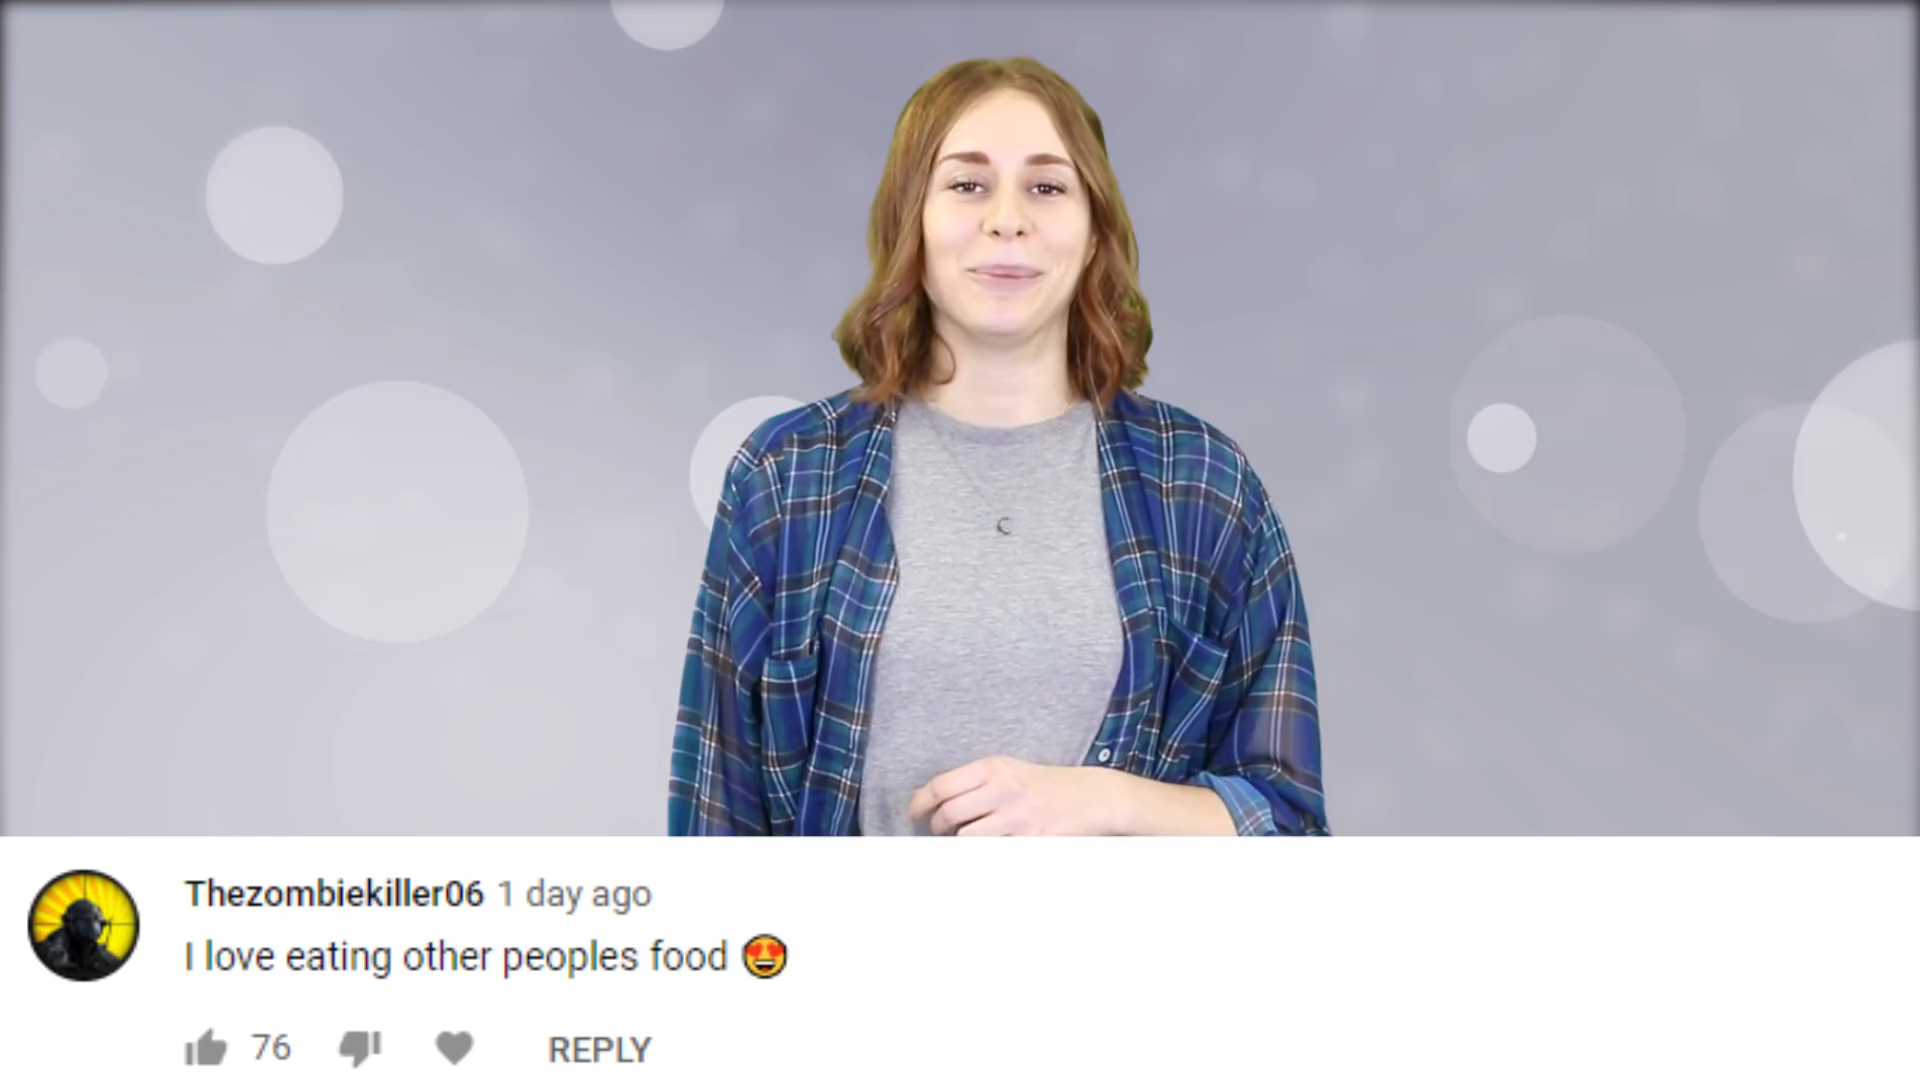 Thezombiekiller06 1 day ago
I love eating other peoples food 😍
76
REPLY